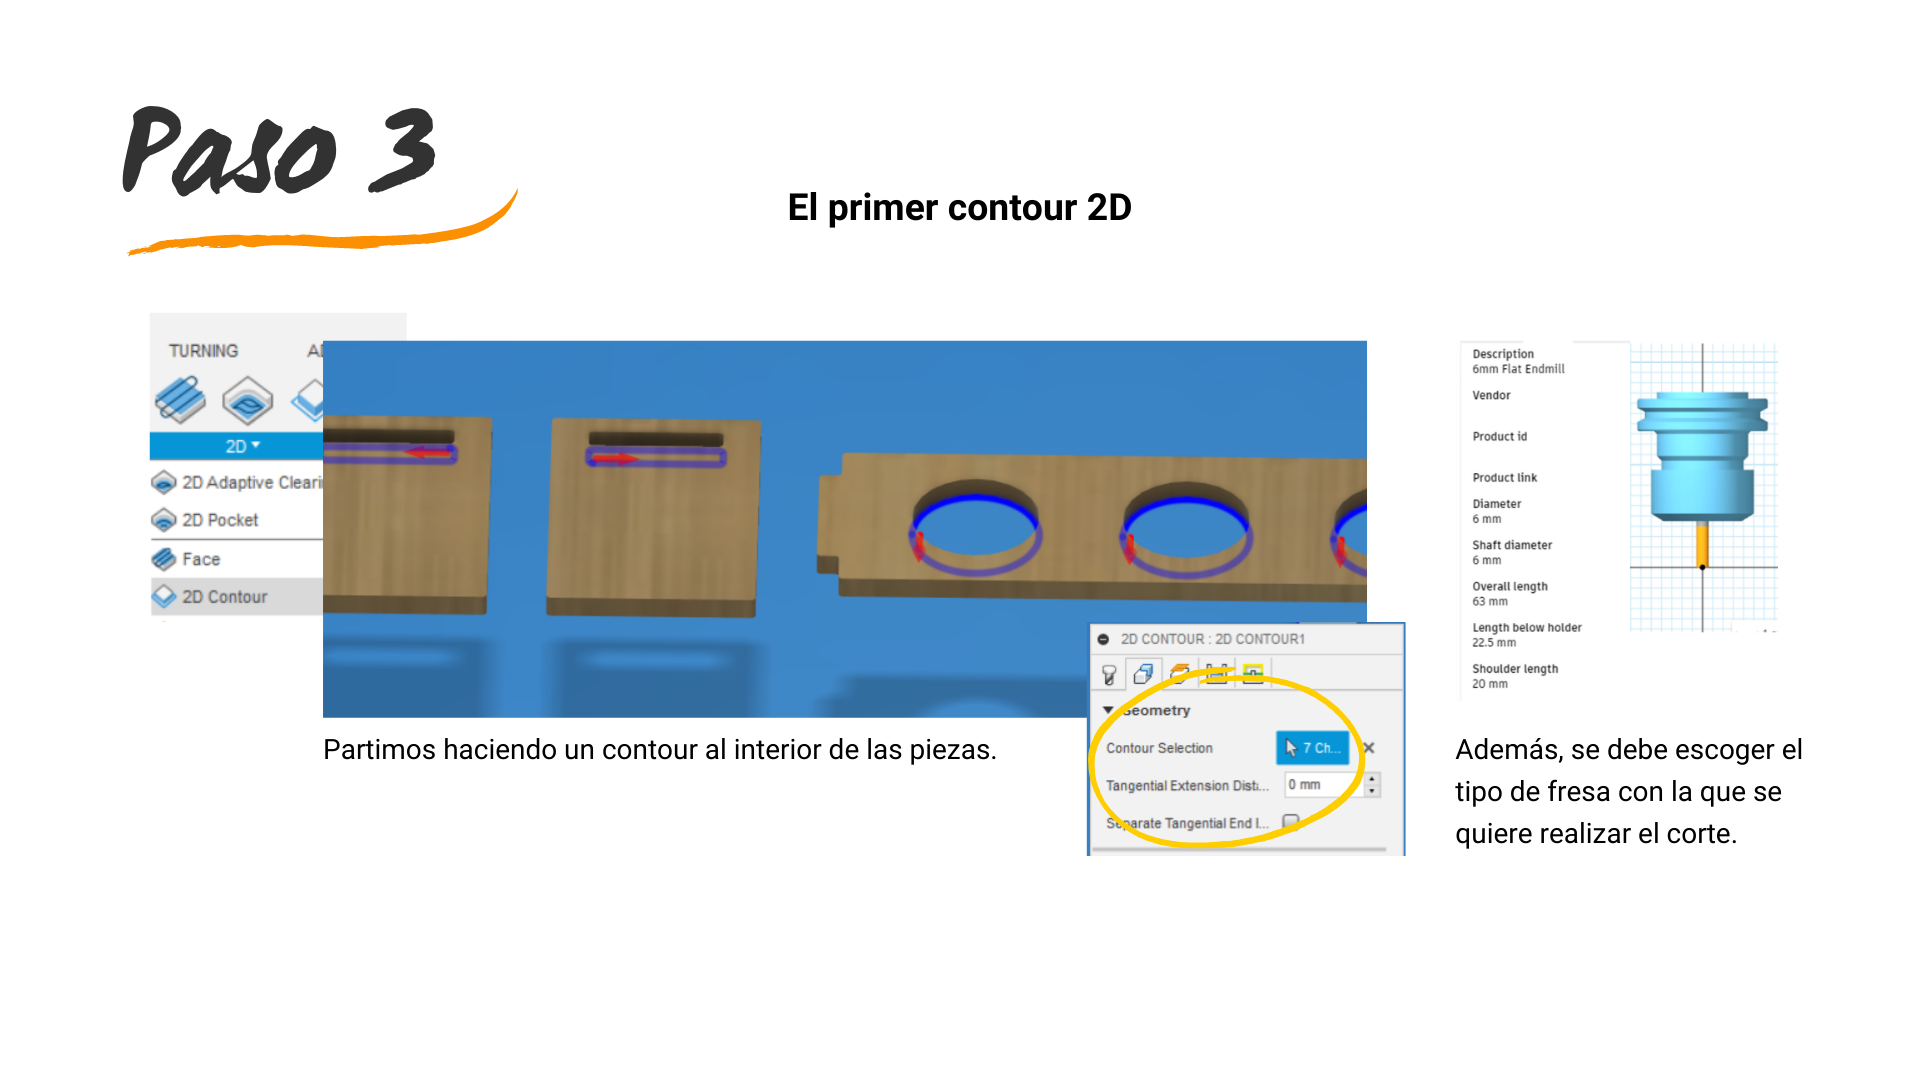 Paso 3
El primer contour 2D
TURNING
2D
2D Adaptive
2D Pocket
Face
2D Contour
Partimos haciendo un contour al interior de las piezas.
2D CONTOUR : 2D CONTOUR1
Geometry
Contour Selection
7 Ch...
Tangential Extension Dist...
0 mm
Separate Tangential End I...
Description
6mm Flat Endmill
Vendor
Product id
Product link
Diameter
6 mm
Shaft diameter
6 mm
Overall length
63 mm
Length below holder
22.5 mm
Shoulder length
20 mm
Además, se debe escoger el
tipo de fresa con la que se
quiere realizar el corte.